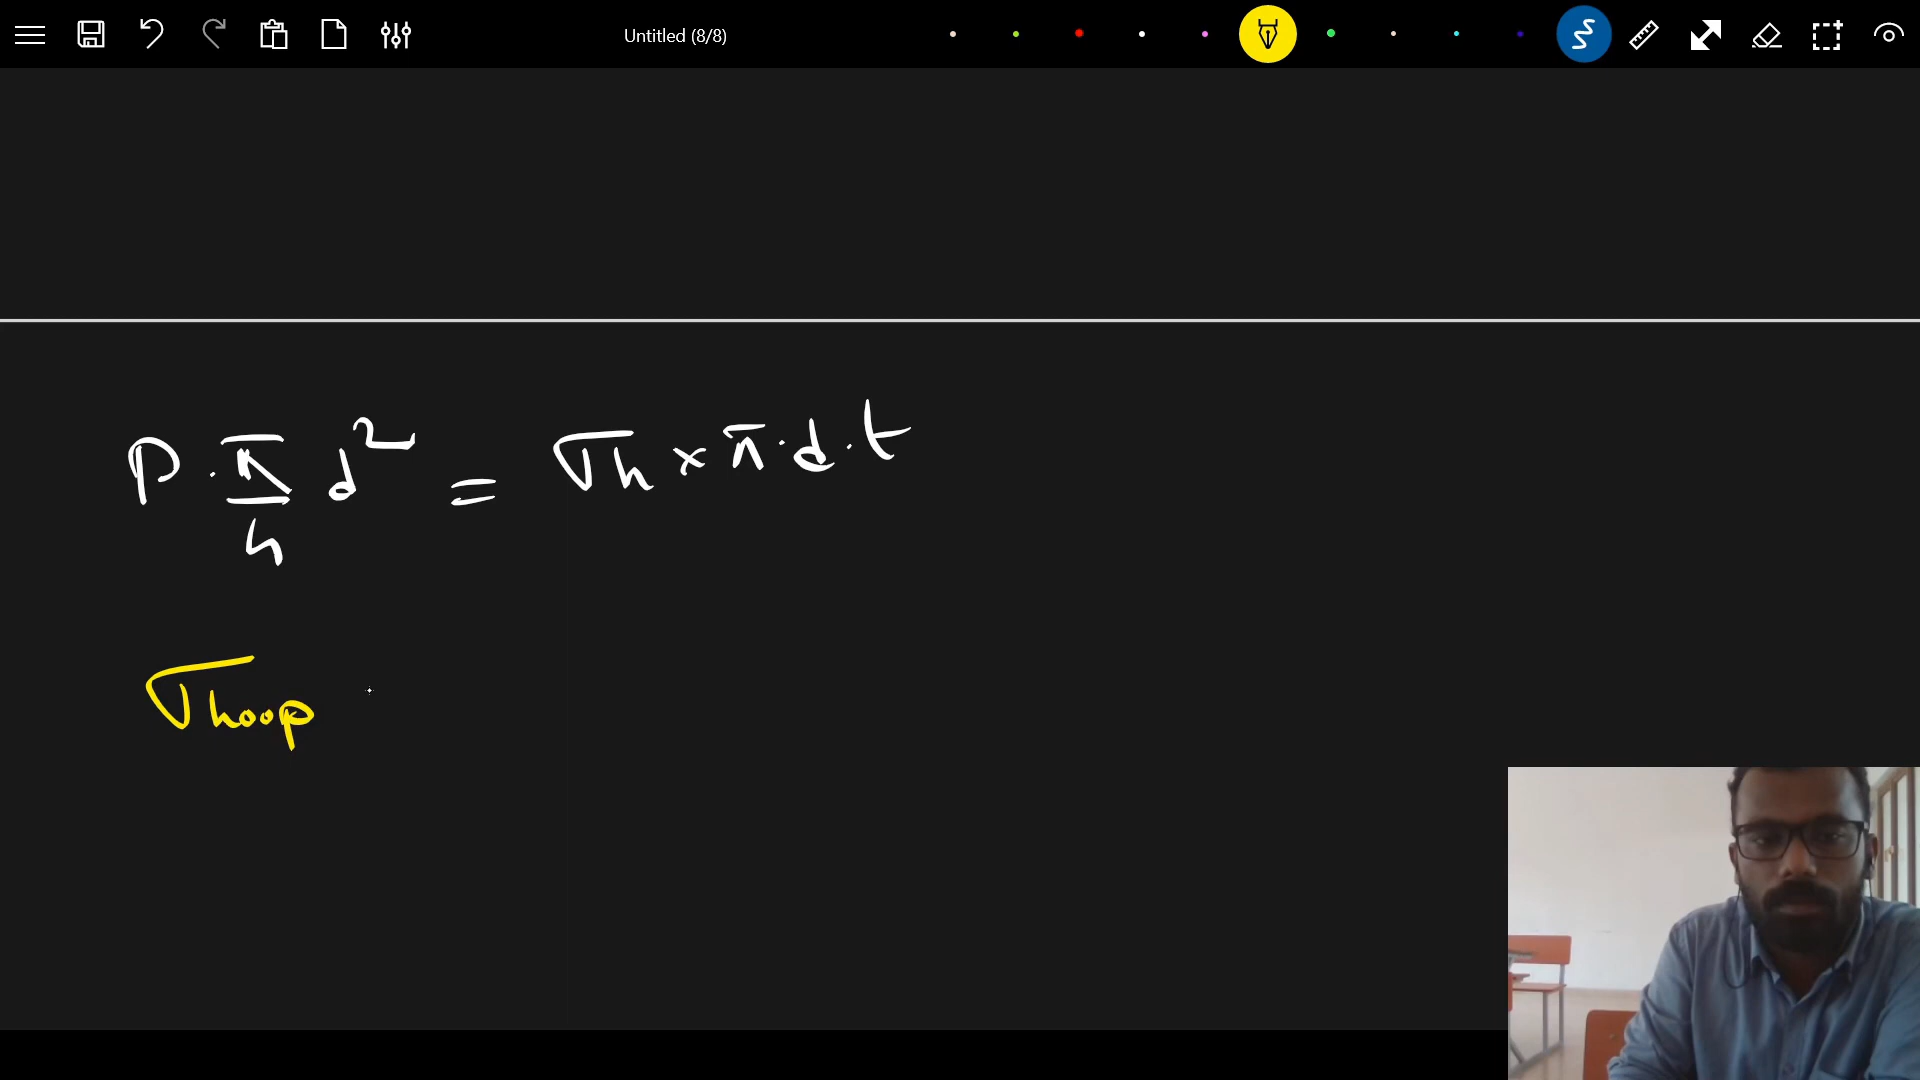 Untitled (8/8)
P · π/4 d² = σh × π · d · t
σhoop